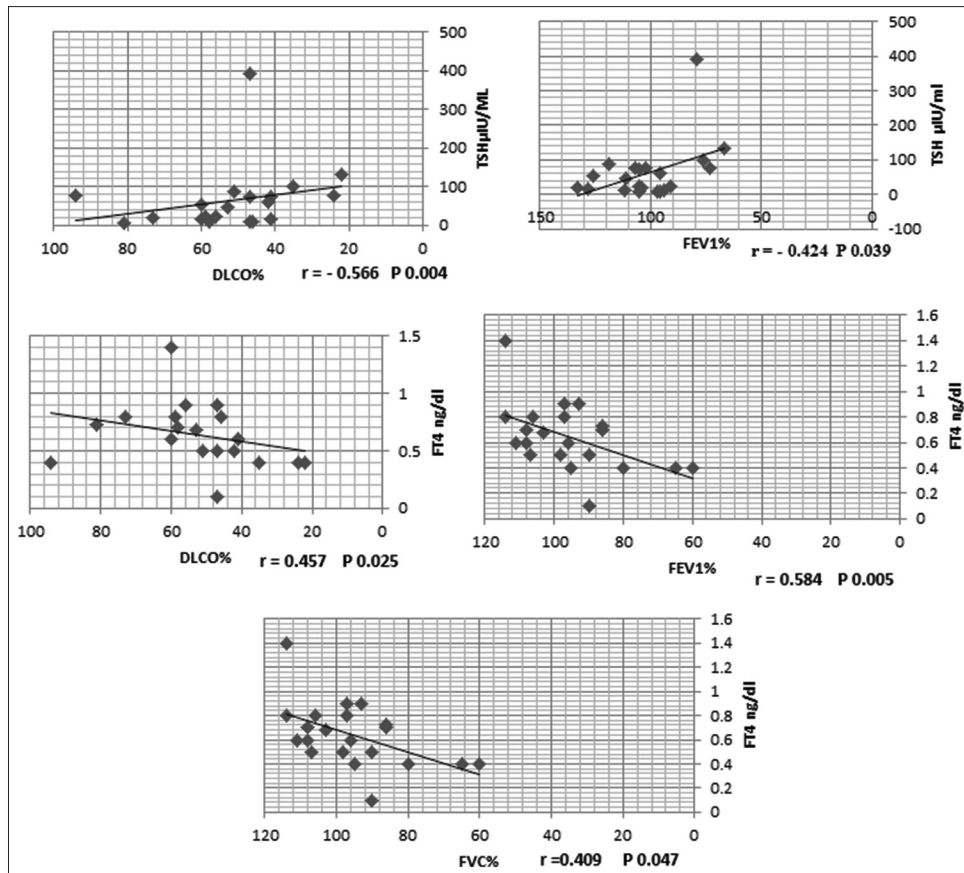 500
400
300
200
100
0
TSHµIU/ML
100 80 60 40 20 0
DLCO%
r = - 0.566 P 0.004
500
400
300
200
100
0
-100
TSH µIU/ml
150 100 50 0
FEV1%
r = - 0.424 P 0.039
1.5
1
0.5
0
FT4 ng/dl
100 80 60 40 20 0
DLCO%
r = 0.457 P 0.025
1.6
1.4
1.2
1
0.8
0.6
0.4
0.2
0
FT4 ng/dl
120 100 80 60 40 20 0
FEV1%
r = 0.584 P 0.005
1.6
1.4
1.2
1
0.8
0.6
0.4
0.2
0
FT4 ng/dl
120 100 80 60 40 20 0
FVC%
r =0.409 P 0.047